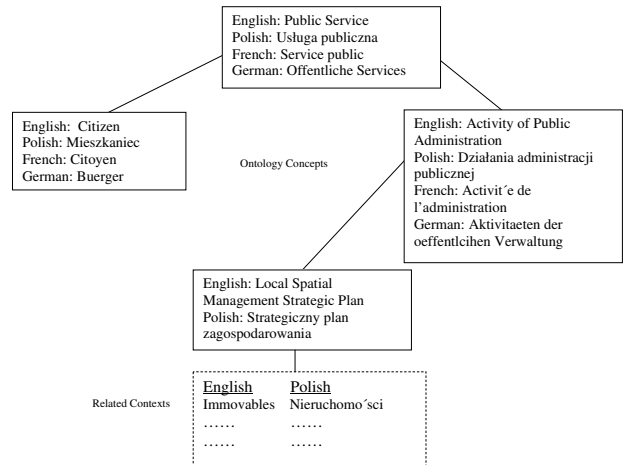 English: Public Service
Polish: Usługa publiczna
French: Service public
German: Offentliche Services
English: Citizen
Polish: Mieszkaniec
French: Citoyen
German: Buerger
English: Activity of Public
Administration
Polish: Działania administracji
publicznej
French: Activit´e de
l’administration
German: Aktivitaeten der
oeffentlcihen Verwaltung
Ontology Concepts
English: Local Spatial
Management Strategic Plan
Polish: Strategiczny plan
zagospodarowania
Related Contexts
English Polish
Immovables Nieruchomo´sci
...... ......
...... ......